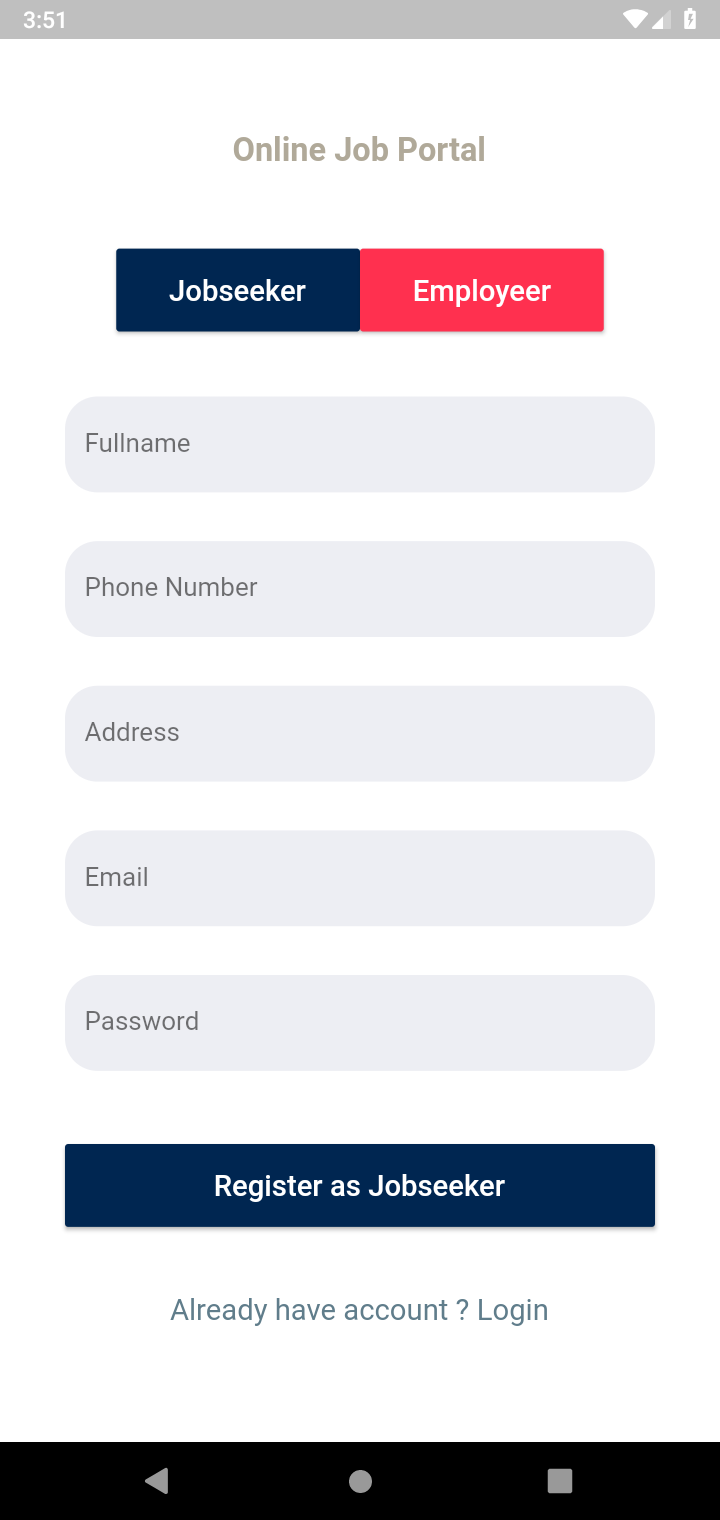 3:51
Online Job Portal
Jobseeker Employeer
Fullname
Phone Number
Address
Email
Password
Register as Jobseeker
Already have account ? Login